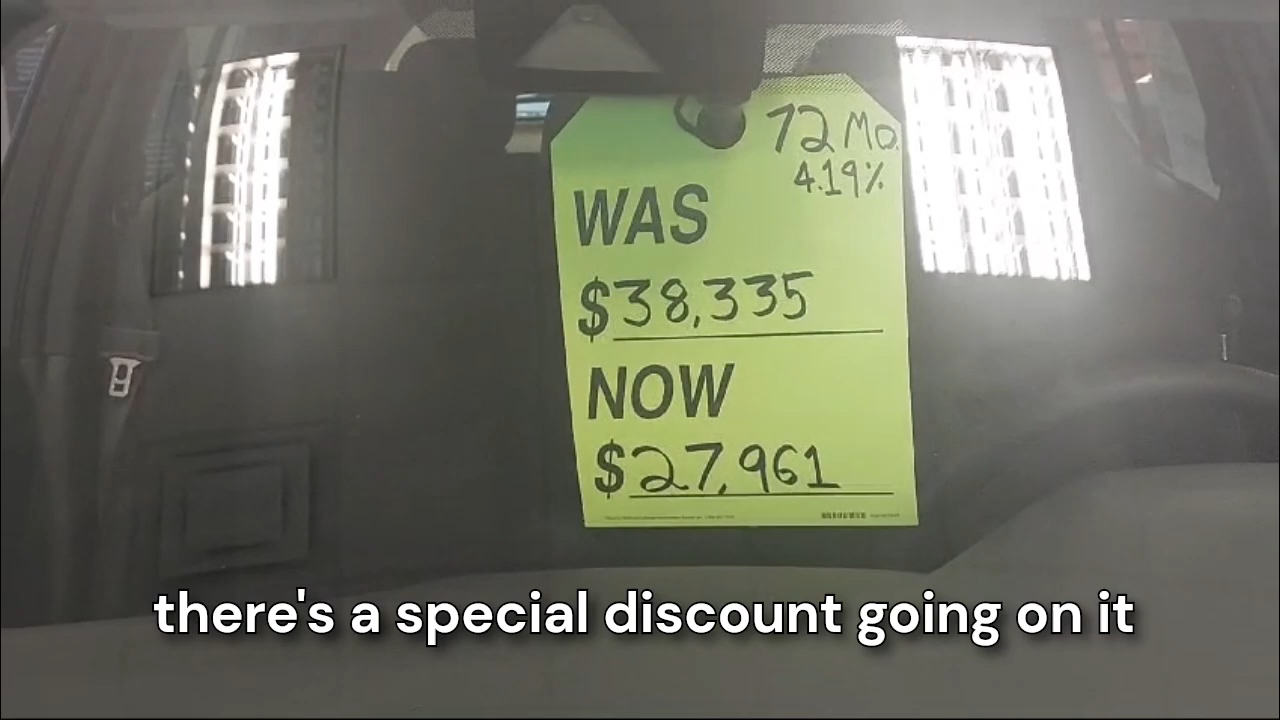 72 Mo.
4.19%
WAS
$38,335
NOW
$27,961
there's a special discount going on it